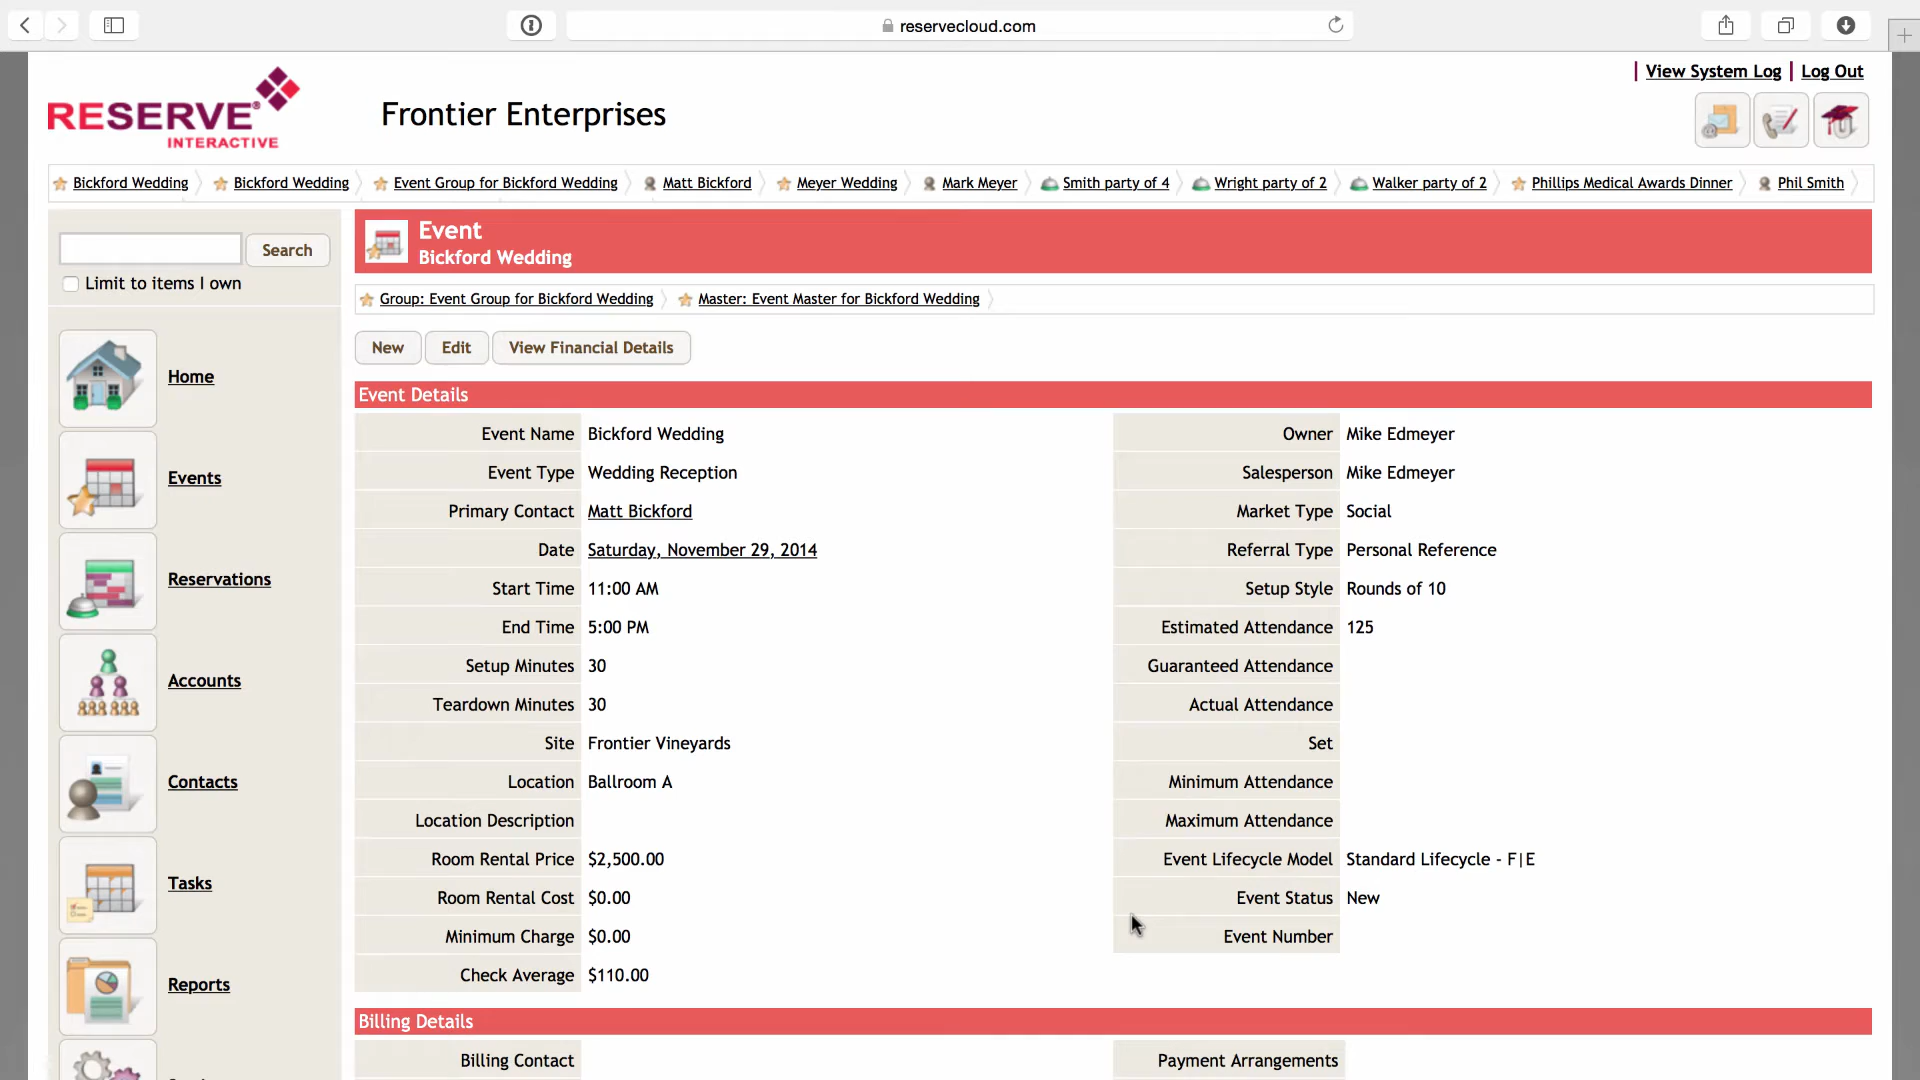 reservecloud.com
View System Log | Log Out
RESERVE® INTERACTIVE
Frontier Enterprises
Bickford Wedding Bickford Wedding Event Group for Bickford Wedding Matt Bickford Meyer Wedding Mark Meyer Smith party of 4 Wright party of 2 Walker party of 2 Phillips Medical Awards Dinner Phil Smith
Search
Limit to items I own
Home
Events
Reservations
Accounts
Contacts
Tasks
Reports
Event
Bickford Wedding
Group: Event Group for Bickford Wedding Master: Event Master for Bickford Wedding
New Edit View Financial Details
Event Details
Event Name Bickford Wedding
Event Type Wedding Reception
Primary Contact Matt Bickford
Date Saturday, November 29, 2014
Start Time 11:00 AM
End Time 5:00 PM
Setup Minutes 30
Teardown Minutes 30
Site Frontier Vineyards
Location Ballroom A
Location Description
Room Rental Price $2,500.00
Room Rental Cost $0.00
Minimum Charge $0.00
Check Average $110.00
Owner Mike Edmeyer
Salesperson Mike Edmeyer
Market Type Social
Referral Type Personal Reference
Setup Style Rounds of 10
Estimated Attendance 125
Guaranteed Attendance
Actual Attendance
Set
Minimum Attendance
Maximum Attendance
Event Lifecycle Model Standard Lifecycle - F|E
Event Status New
Event Number
Billing Details
Billing Contact
Payment Arrangements